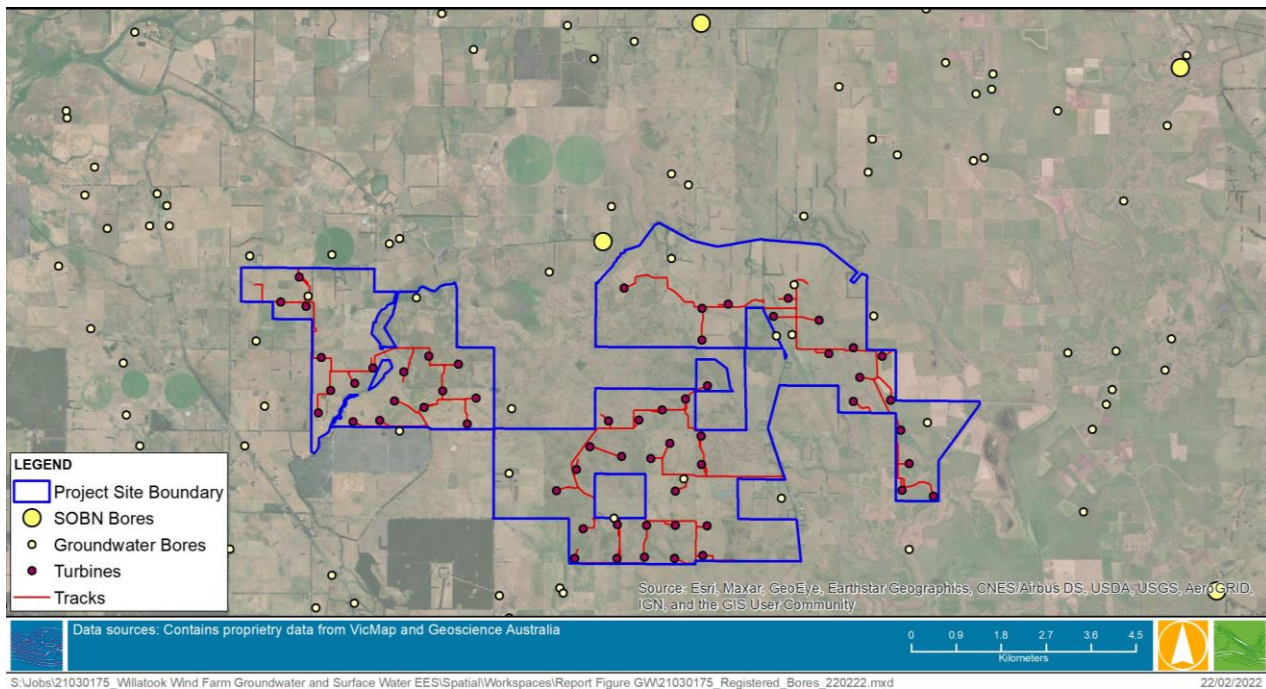 LEGEND
Project Site Boundary
SOBN Bores
Groundwater Bores
Turbines
Tracks
Source: Esri, Maxar, GeoEye, Earthstar Geographics, CNES/Airbus DS, USDA, USGS, AeroGRID,
IGN, and the GIS User Community
Data sources: Contains proprietry data from VicMap and Geoscience Australia
0 0.9 1.8 2.7 3.6 4.5
Kilometers
S:\Jobs\21030175_Willatook Wind Farm Groundwater and Surface Water EES\Spatial\Workspaces\Report Figure GW\21030175_Registered_Bores_220222.mxd
22/02/2022